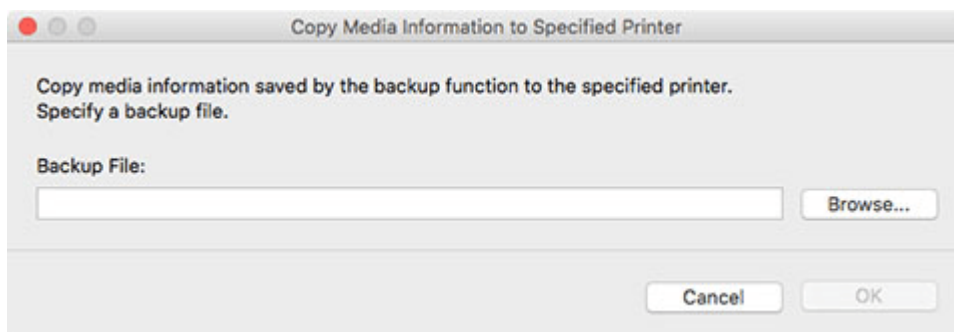 Copy Media Information to Specified Printer
Copy media information saved by the backup function to the specified printer.
Specify a backup file.
Backup File:
Browse...
Cancel
OK